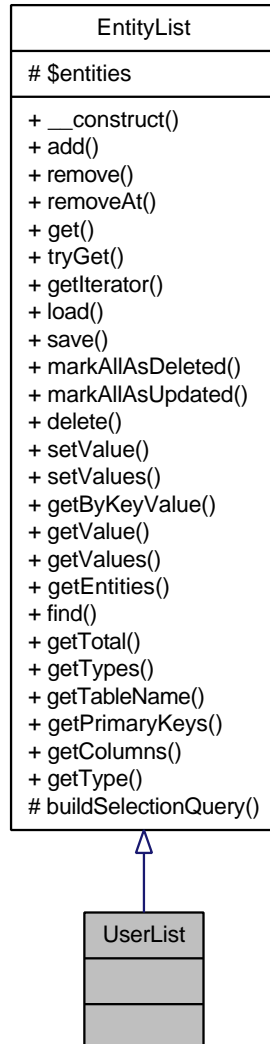 EntityList
# $entities
+ __construct()
+ add()
+ remove()
+ removeAt()
+ get()
+ tryGet()
+ getIterator()
+ load()
+ save()
+ markAllAsDeleted()
+ markAllAsUpdated()
+ delete()
+ setValue()
+ setValues()
+ getByKeyValue()
+ getValue()
+ getValues()
+ getEntities()
+ find()
+ getTotal()
+ getTypes()
+ getTableName()
+ getPrimaryKeys()
+ getColumns()
+ getType()
# buildSelectionQuery()
UserList